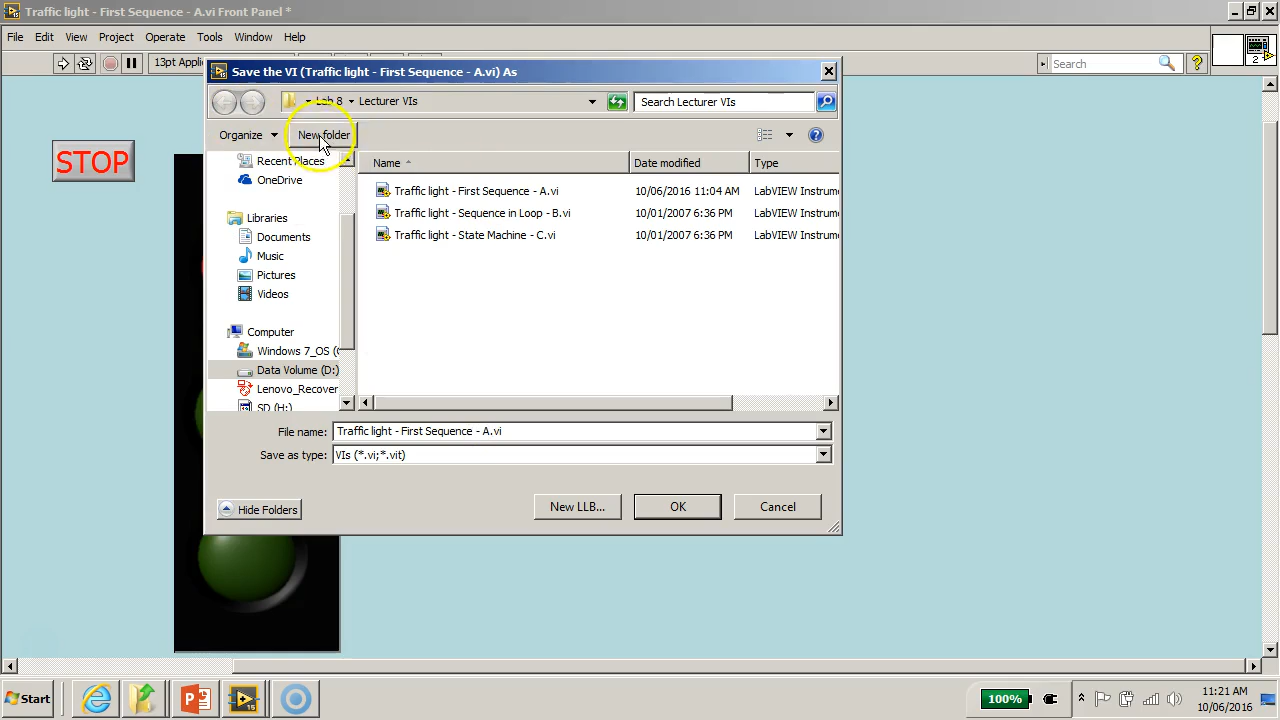 Traffic light - First Sequence - A.vi Front Panel *
File Edit View Project Operate Tools Window Help
13pt Appli
Search
?
2
15
STOP
Save the VI (Traffic light - First Sequence - A.vi) As
Lab 8 Lecturer VIs
Search Lecturer VIs
Organize
New folder
Recent Places
OneDrive
Libraries
Documents
Music
Pictures
Videos
Computer
Windows 7_OS (
Data Volume (D:)
Lenovo_Recover
SD (H:)
Name Date modified Type
Traffic light - First Sequence - A.vi 10/06/2016 11:04 AM LabVIEW Instrume
Traffic light - Sequence in Loop - B.vi 10/01/2007 6:36 PM LabVIEW Instrume
Traffic light - State Machine - C.vi 10/01/2007 6:36 PM LabVIEW Instrume
File name: Traffic light - First Sequence - A.vi
Save as type: VIs (*.vi;*.vit)
Hide Folders
New LLB... OK Cancel
Start
100%
11:21 AM
10/06/2016